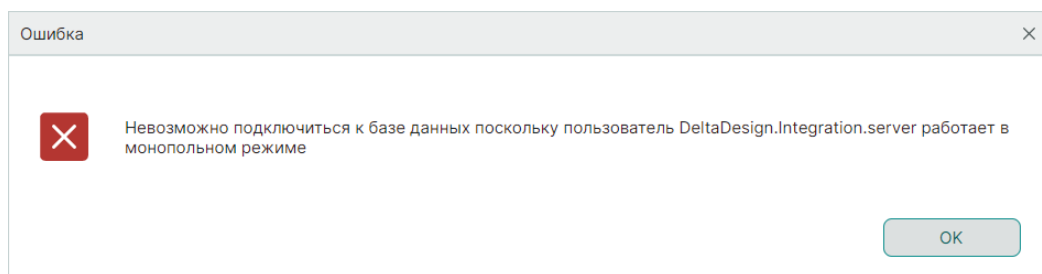 Ошибка
Невозможно подключиться к базе данных поскольку пользователь DeltaDesign.Integration.server работает в
монопольном режиме
OK